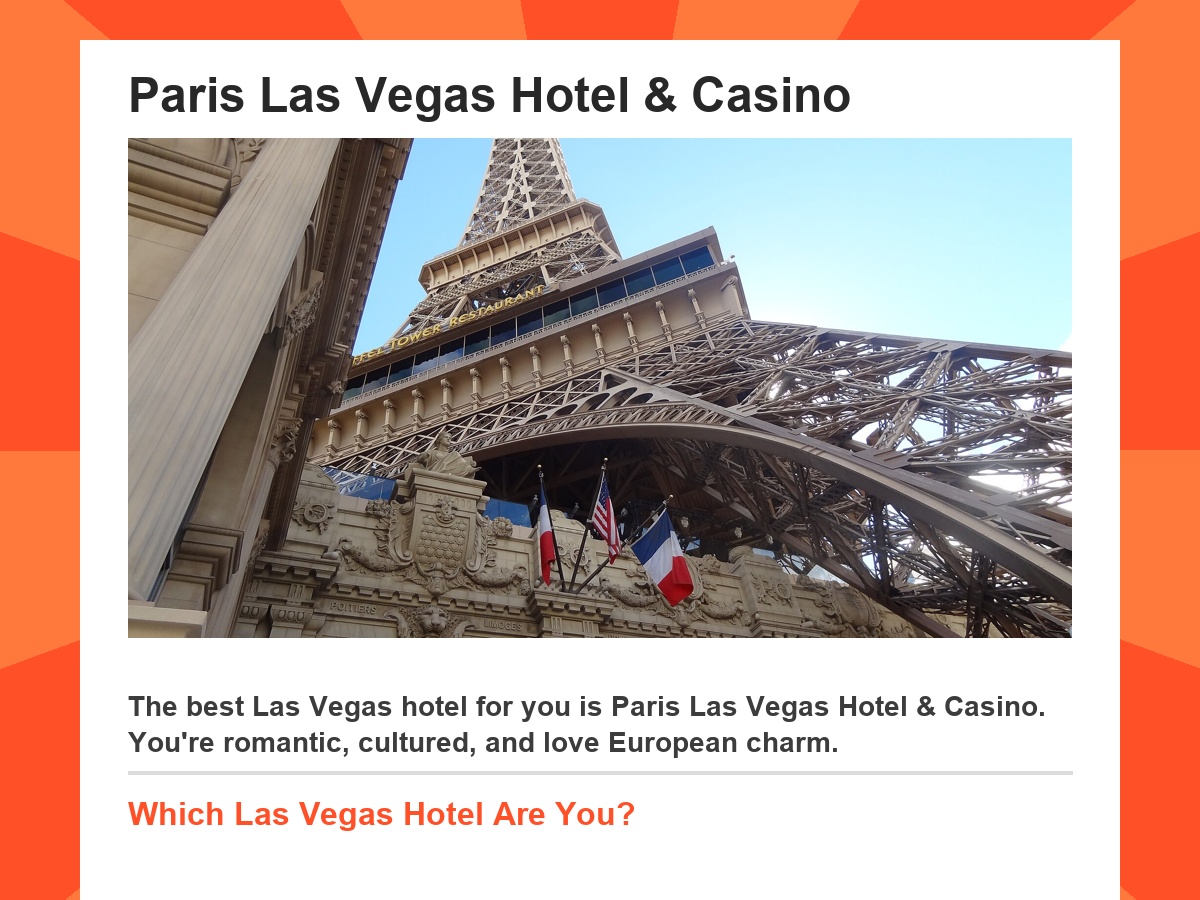 Paris Las Vegas Hotel & Casino
EIFFEL TOWER RESTAURANT
POITIERS
LIMOGES
The best Las Vegas hotel for you is Paris Las Vegas Hotel & Casino.
You're romantic, cultured, and love European charm.
Which Las Vegas Hotel Are You?